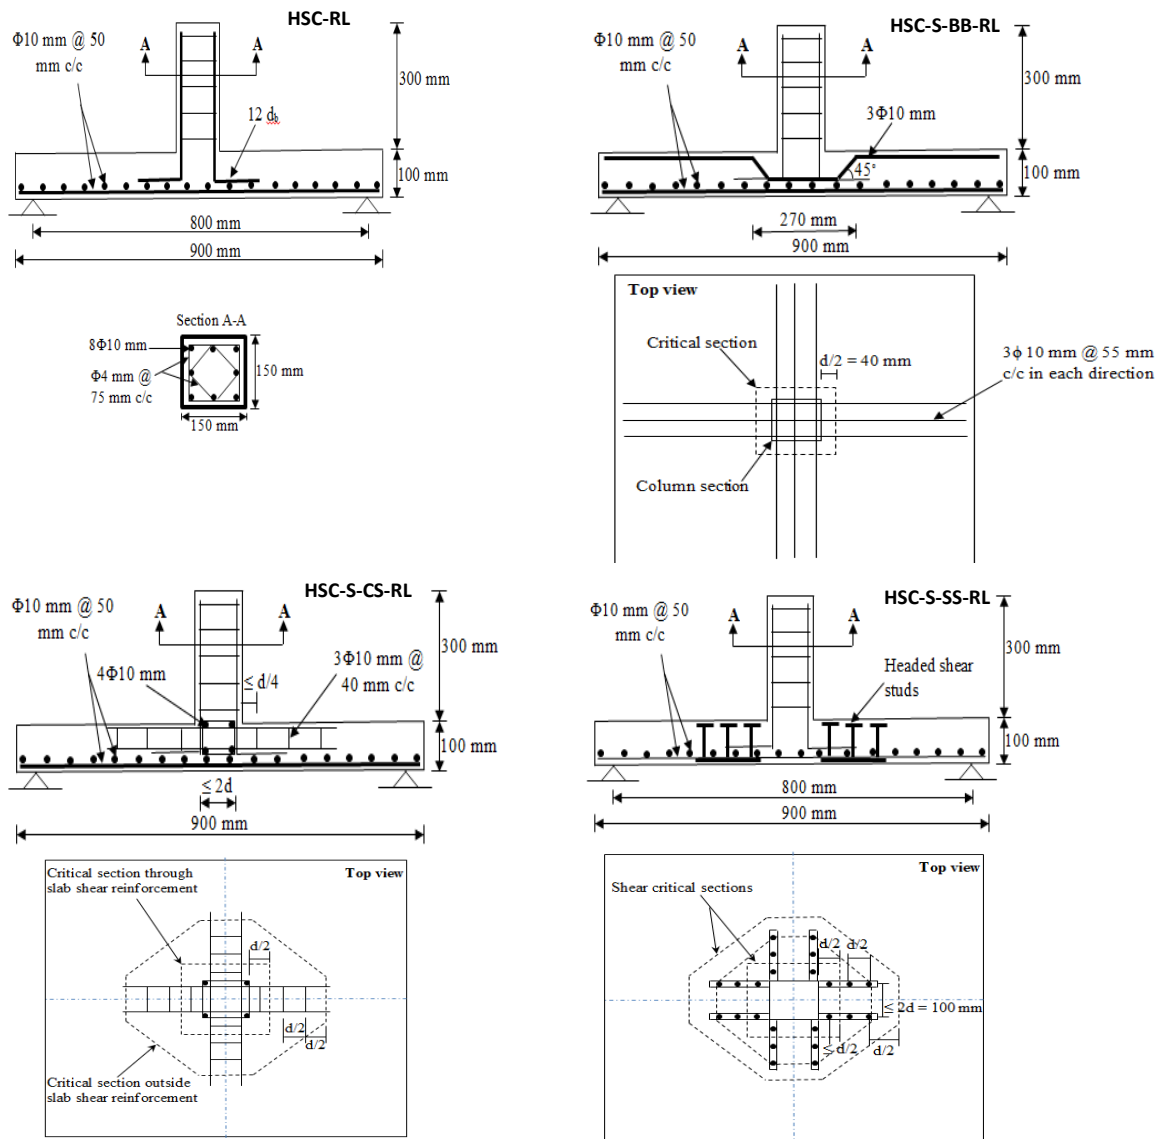 HSC-RL
Φ10 mm @ 50
mm c/c
A
A
12 db
300 mm
100 mm
800 mm
900 mm
Section A-A
8Φ10 mm
Φ4 mm @
75 mm c/c
150 mm
150 mm
HSC-S-BB-RL
Φ10 mm @ 50
mm c/c
A
A
300 mm
3Φ10 mm
45°
100 mm
270 mm
900 mm
Top view
Critical section
d/2 = 40 mm
3ϕ 10 mm @ 55 mm
c/c in each direction
Column section
HSC-S-CS-RL
Φ10 mm @ 50
mm c/c
A
A
300 mm
4Φ10 mm
3Φ10 mm @
40 mm c/c
≤ d/4
100 mm
≤ 2d
900 mm
Critical section through
slab shear reinforcement
Top view
d/2
d/2
d/2
Critical section outside
slab shear reinforcement
HSC-S-SS-RL
Φ10 mm @ 50
mm c/c
A
A
300 mm
Headed shear
studs
100 mm
800 mm
900 mm
Top view
Shear critical sections
d/2
d/2
≤ 2d = 100 mm
≤ d/2
d/2